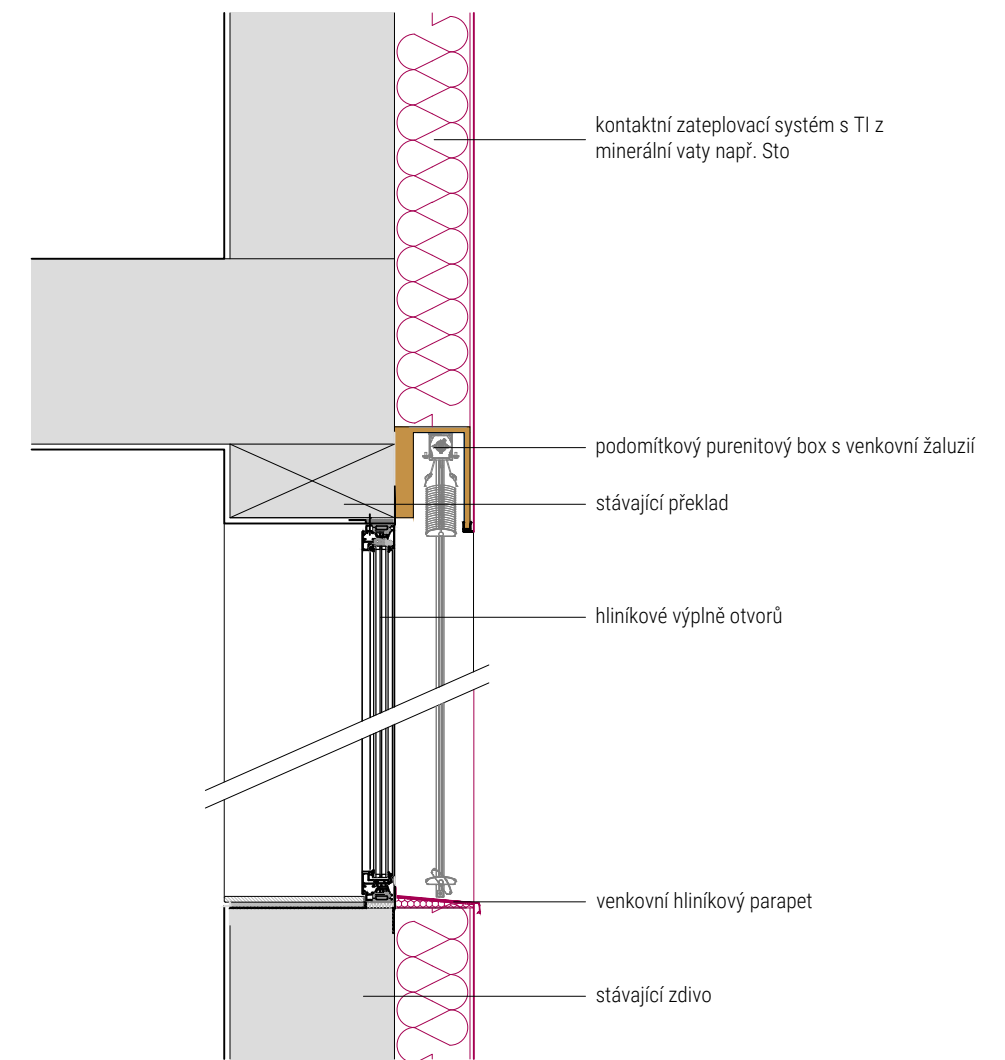 kontaktní zateplovací systém s TI z
minerální vaty např. Sto
podomítkový purenitový box s venkovní žaluzií
stávající překlad
hliníkové výplně otvorů
venkovní hliníkový parapet
stávající zdivo